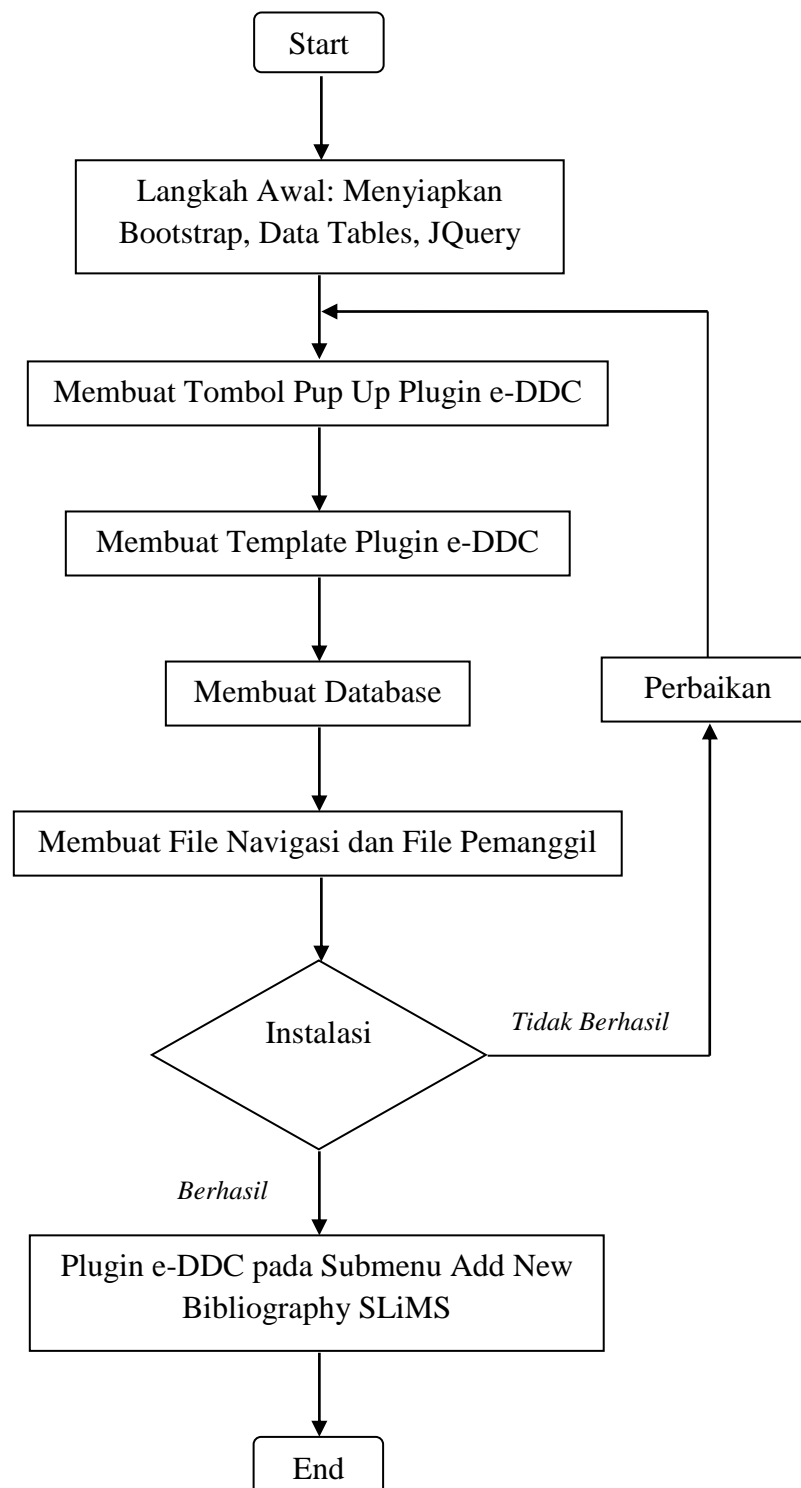 Start
Langkah Awal: Menyiapkan
Bootstrap, Data Tables, JQuery
Membuat Tombol Pup Up Plugin e-DDC
Membuat Template Plugin e-DDC
Membuat Database
Perbaikan
Membuat File Navigasi dan File Pemanggil
Instalasi
Tidak Berhasil
Berhasil
Plugin e-DDC pada Submenu Add New
Bibliography SLiMS
End